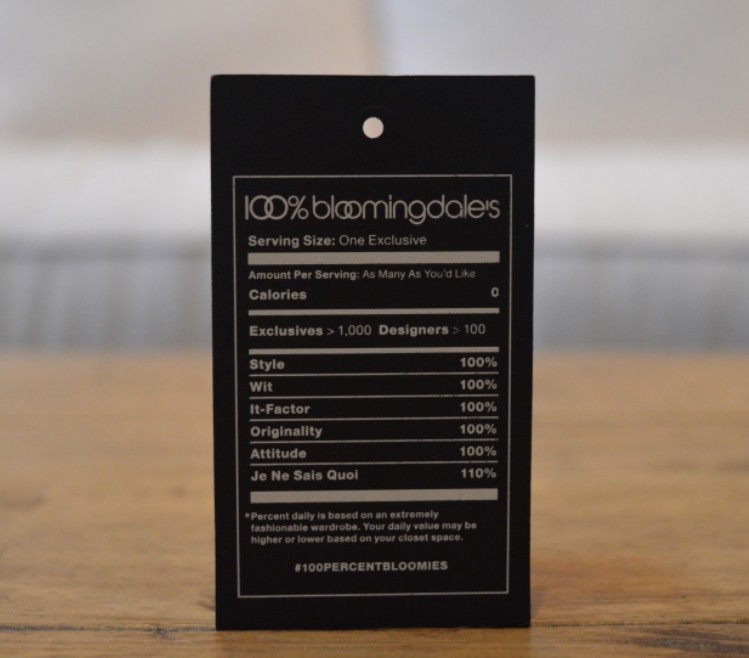 100% bloomingdale's
Serving Size: One Exclusive
Amount Per Serving: As Many As You'd Like
Calories 0
Exclusives > 1,000 Designers > 100
Style 100%
Wit 100%
It-Factor 100%
Originality 100%
Attitude 100%
Je Ne Sais Quoi 110%
*Percent daily is based on an extremely
fashionable wardrobe. Your daily value may be
higher or lower based on your closet space.
#100PERCENTBLOOMIES